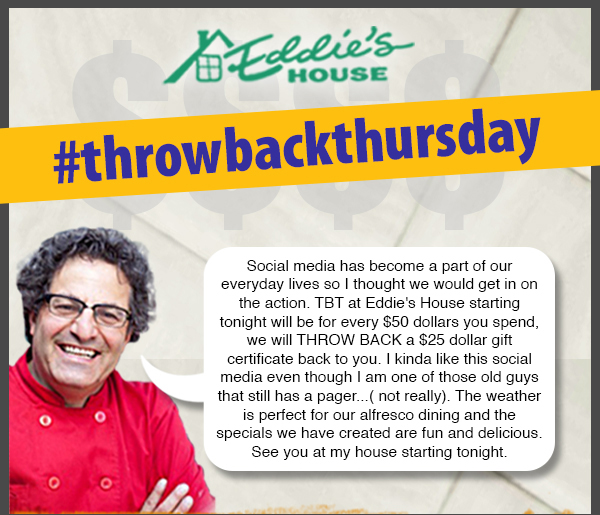 Eddie's
HOUSE
#throwbackthursday
Social media has become a part of our
everyday lives so I thought we would get in on
the action. TBT at Eddie's House starting
tonight will be for every $50 dollars you spend,
we will THROW BACK a $25 dollar gift
certificate back to you. I kinda like this social
media even though I am one of those old guys
that still has a pager...( not really). The weather
is perfect for our alfresco dining and the
specials we have created are fun and delicious.
See you at my house starting tonight.